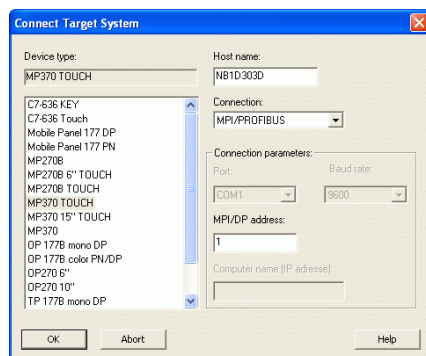 Connect Target System
Device type:
MP370 TOUCH
C7-636 KEY
C7-636 Touch
Mobile Panel 177 DP
Mobile Panel 177 PN
MP270B
MP270B 6" TOUCH
MP270B TOUCH
MP370 TOUCH
MP370 15" TOUCH
MP370
OP 177B mono DP
OP 177B color PN/DP
OP270 6"
OP270 10"
TP 177B mono DP
Host name:
NB1D303D
Connection:
MPI/PROFIBUS
Connection parameters:
Port:
Baud rate:
COM1
9600
MPI/DP address:
1
Computer name (IP adresse):
OK
Abort
Help